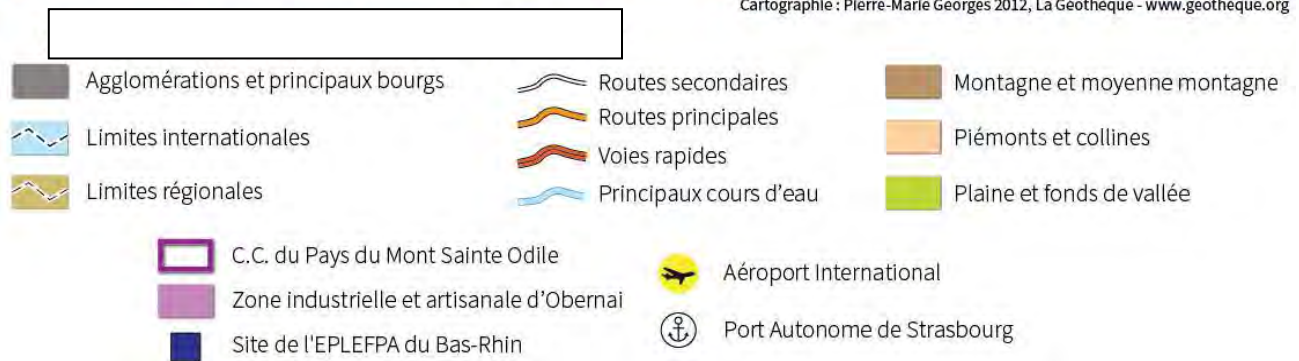 Cartographie : Pierre-Marie Georges 2012, La Géothèque - www.geotheque.org
Agglomérations et principaux bourgs
Limites internationales
Limites régionales
Routes secondaires
Routes principales
Voies rapides
Principaux cours d'eau
Montagne et moyenne montagne
Piémonts et collines
Plaine et fonds de vallée
C.C. du Pays du Mont Sainte Odile
Zone industrielle et artisanale d'Obernai
Site de l'EPLEFPA du Bas-Rhin
Aéroport International
Port Autonome de Strasbourg